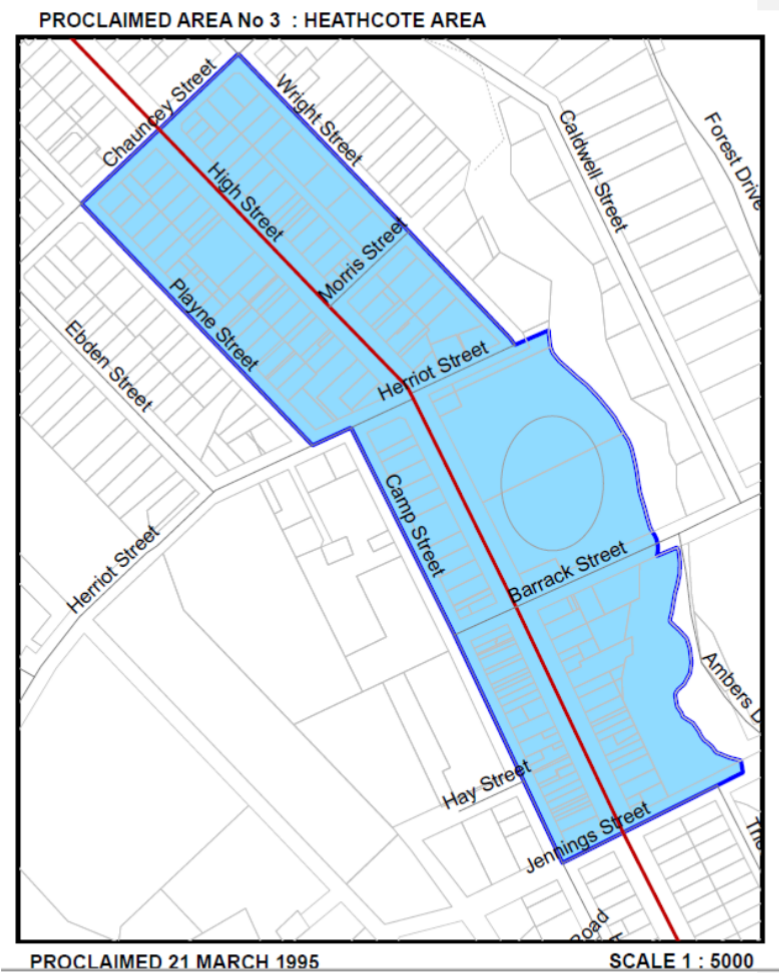 PROCLAIMED AREA No 3 : HEATHCOTE AREA
Chauncey Street
Wright Street
Caldwell Street
Forest Drive
High Street
Morris Street
Playne Street
Ebden Street
Herriot Street
Camp Street
Herriot Street
Barrack Street
Ambers D
Hay Street
Jennings Street
The
Road
PROCLAIMED 21 MARCH 1995
SCALE 1 : 5000